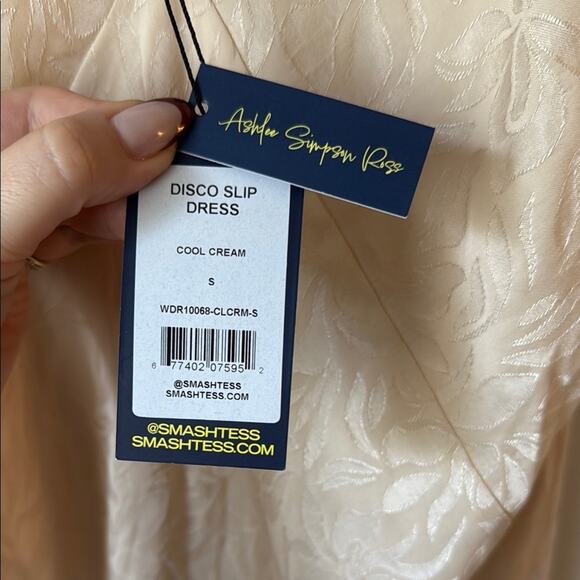 Ashlee Simpson Ross
DISCO SLIP
DRESS
COOL CREAM
S
WDR10068-CLCRM-S
6 77402 07595 2
@SMASHTESS
SMASHTESS.COM
@SMASHTESS
SMASHTESS.COM